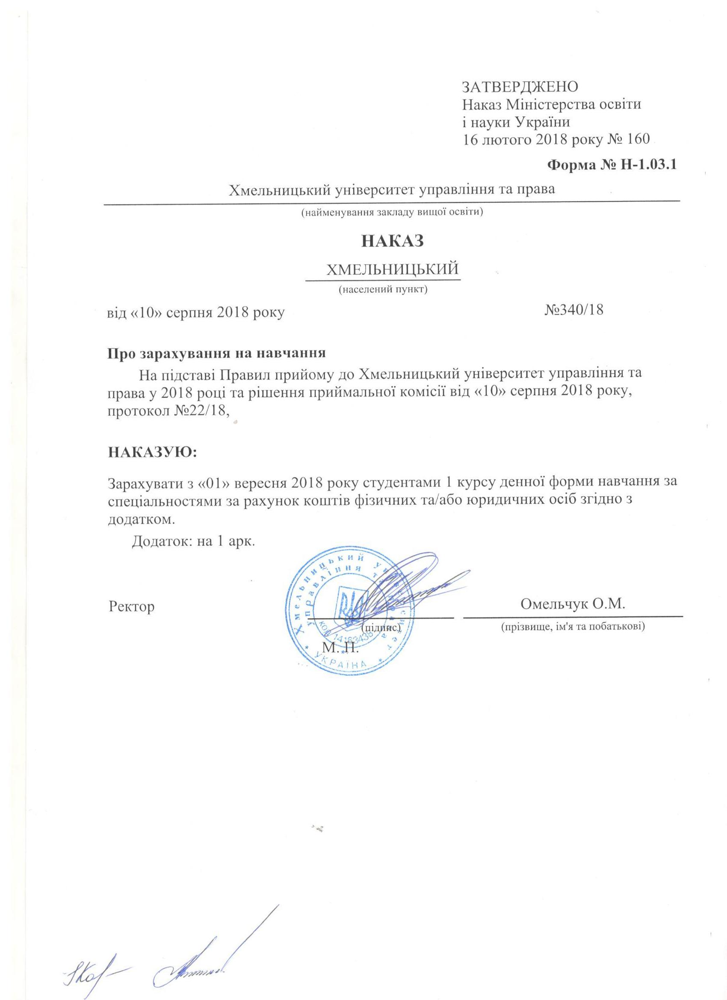 ЗАТВЕРДЖЕНО
Наказ Міністерства освіти
і науки України
16 лютого 2018 року № 160
Форма № Н-1.03.1
Хмельницький університет управління та права
(найменування закладу вищої освіти)
НАКАЗ
ХМЕЛЬНИЦЬКИЙ
(населений пункт)
від «10» серпня 2018 року №340/18
Про зарахування на навчання
На підставі Правил прийому до Хмельницький університет управління та
права у 2018 році та рішення приймальної комісії від «10» серпня 2018 року,
протокол №22/18,
НАКАЗУЮ:
Зарахувати з «01» вересня 2018 року студентами 1 курсу денної форми навчання за
спеціальностями за рахунок коштів фізичних та/або юридичних осіб згідно з
додатком.
Додаток: на 1 арк.
Хмельницький університет
управління та права
код 14163438
УКРАЇНА
Ректор Омельчук О.М.
(підпис) (прізвище, ім'я та побатькові)
М. П.